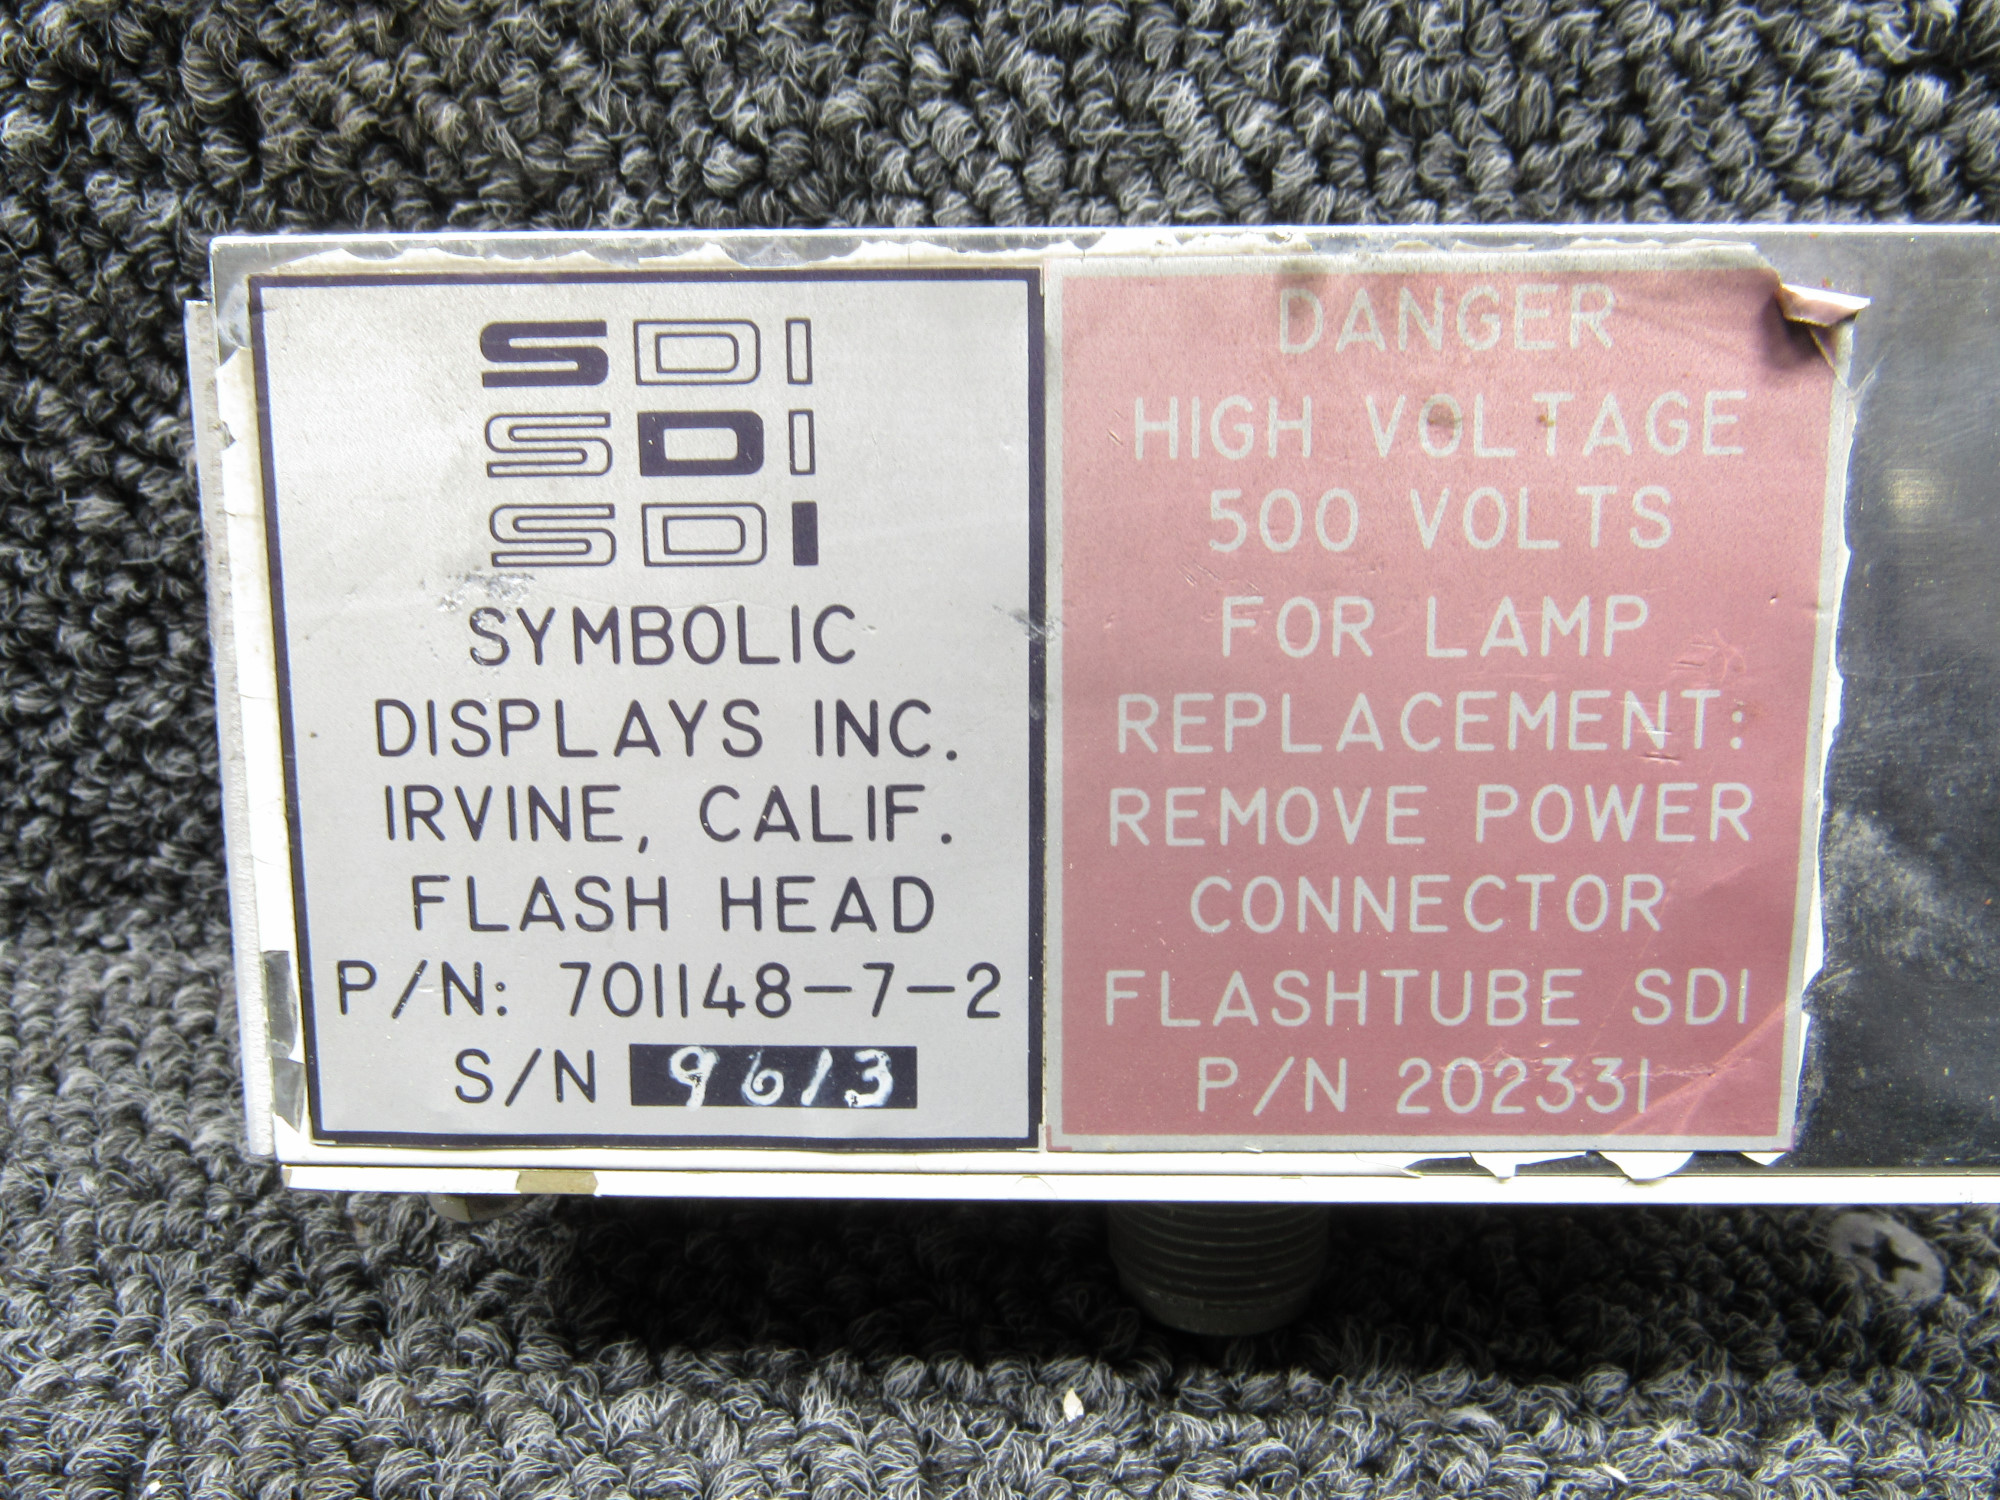 SDI
SDI
SDI
SYMBOLIC
DISPLAYS INC.
IRVINE, CALIF.
FLASH HEAD
P/N: 701148-7-2
S/N 9613
DANGER
HIGH VOLTAGE
500 VOLTS
FOR LAMP
REPLACEMENT:
REMOVE POWER
CONNECTOR
FLASHTUBE SDI
P/N 202331